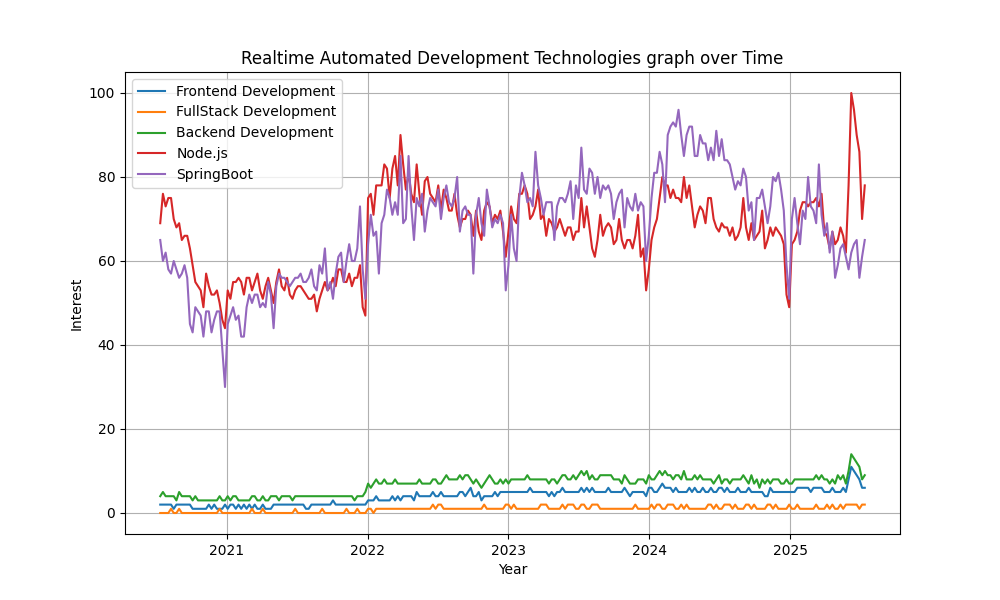 Realtime Automated Development Technologies graph over Time
Frontend Development
FullStack Development
Backend Development
Node.js
SpringBoot
100
80
60
40
20
0
Interest
2021 2022 2023 2024 2025
Year